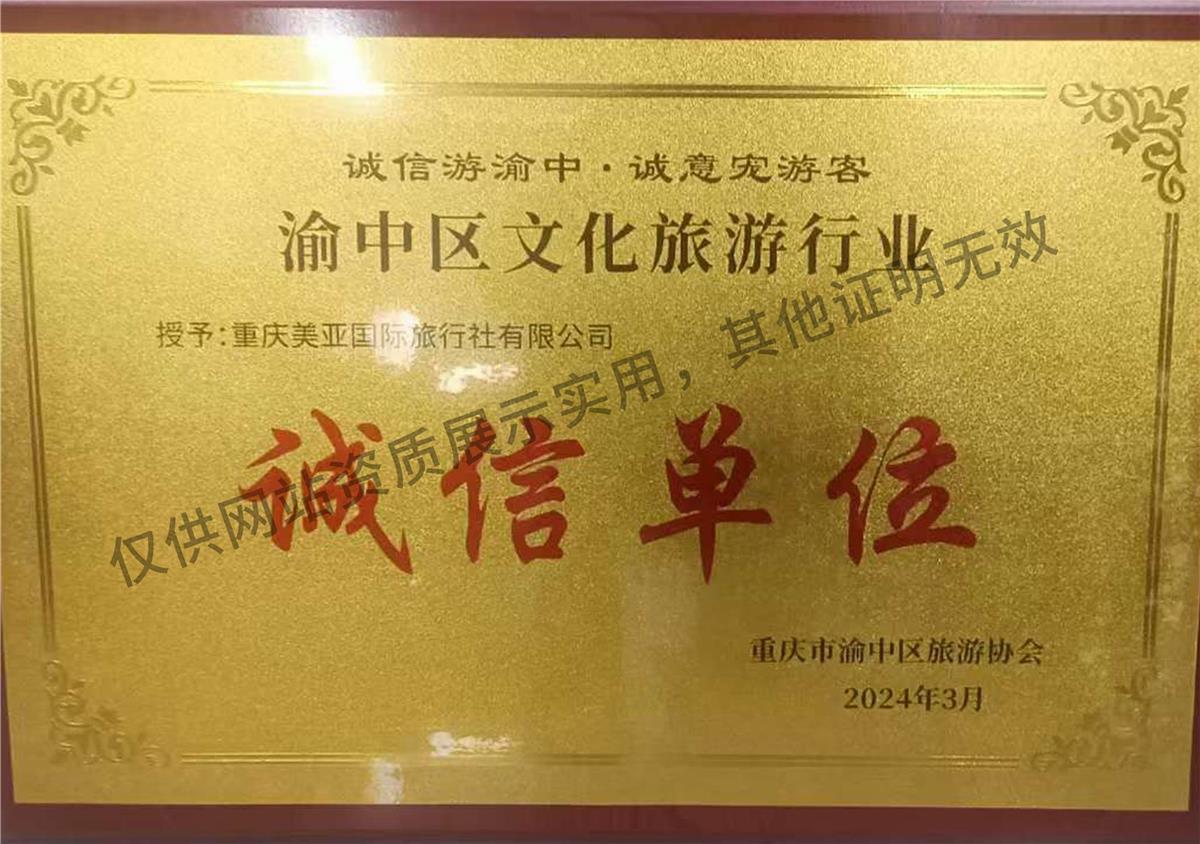 诚信游渝中·诚意宠游客
渝中区文化旅游行业
授予:重庆美亚国际旅行社有限公司
诚信单位
重庆市渝中区旅游协会
2024年3月
仅供网站资质展示实用，其他证明无效